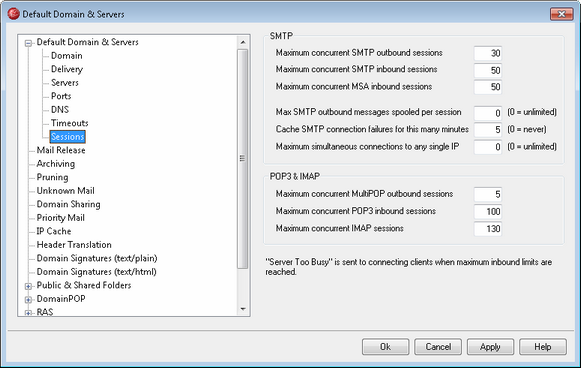 Default Domain & Servers
Default Domain & Servers
Domain
Delivery
Servers
Ports
DNS
Timeouts
Sessions
Mail Release
Archiving
Pruning
Unknown Mail
Domain Sharing
Priority Mail
IP Cache
Header Translation
Domain Signatures (text/plain)
Domain Signatures (text/html)
Public & Shared Folders
DomainPOP
RAS
SMTP
Maximum concurrent SMTP outbound sessions 30
Maximum concurrent SMTP inbound sessions 50
Maximum concurrent MSA inbound sessions 50
Max SMTP outbound messages spooled per session 0 (0 = unlimited)
Cache SMTP connection failures for this many minutes 5 (0 = never)
Maximum simultaneous connections to any single IP 0 (0 = unlimited)
POP3 & IMAP
Maximum concurrent MultiPOP outbound sessions 5
Maximum concurrent POP3 inbound sessions 100
Maximum concurrent IMAP sessions 130
"Server Too Busy" is sent to connecting clients when maximum inbound limits are
reached.
Ok Cancel Apply Help